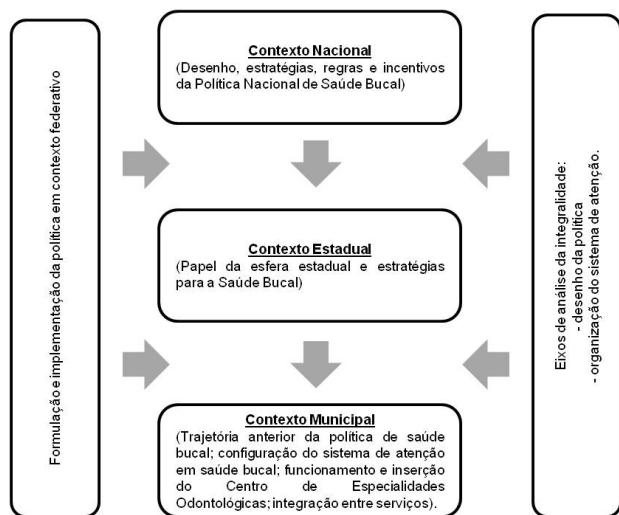 Formulação e implementação da política em contexto federativo
Contexto Nacional
(Desenho, estratégias, regras e incentivos
da Política Nacional de Saúde Bucal)
Contexto Estadual
(Papel da esfera estadual e estratégias
para a Saúde Bucal)
Contexto Municipal
(Trajetória anterior da política de saúde
bucal; configuração do sistema de atenção
em saúde bucal; funcionamento e inserção
do Centro de Especialidades
Odontológicas; integração entre serviços).
Eixos de análise da integralidade:
- desenho da política
- organização do sistema de atenção.